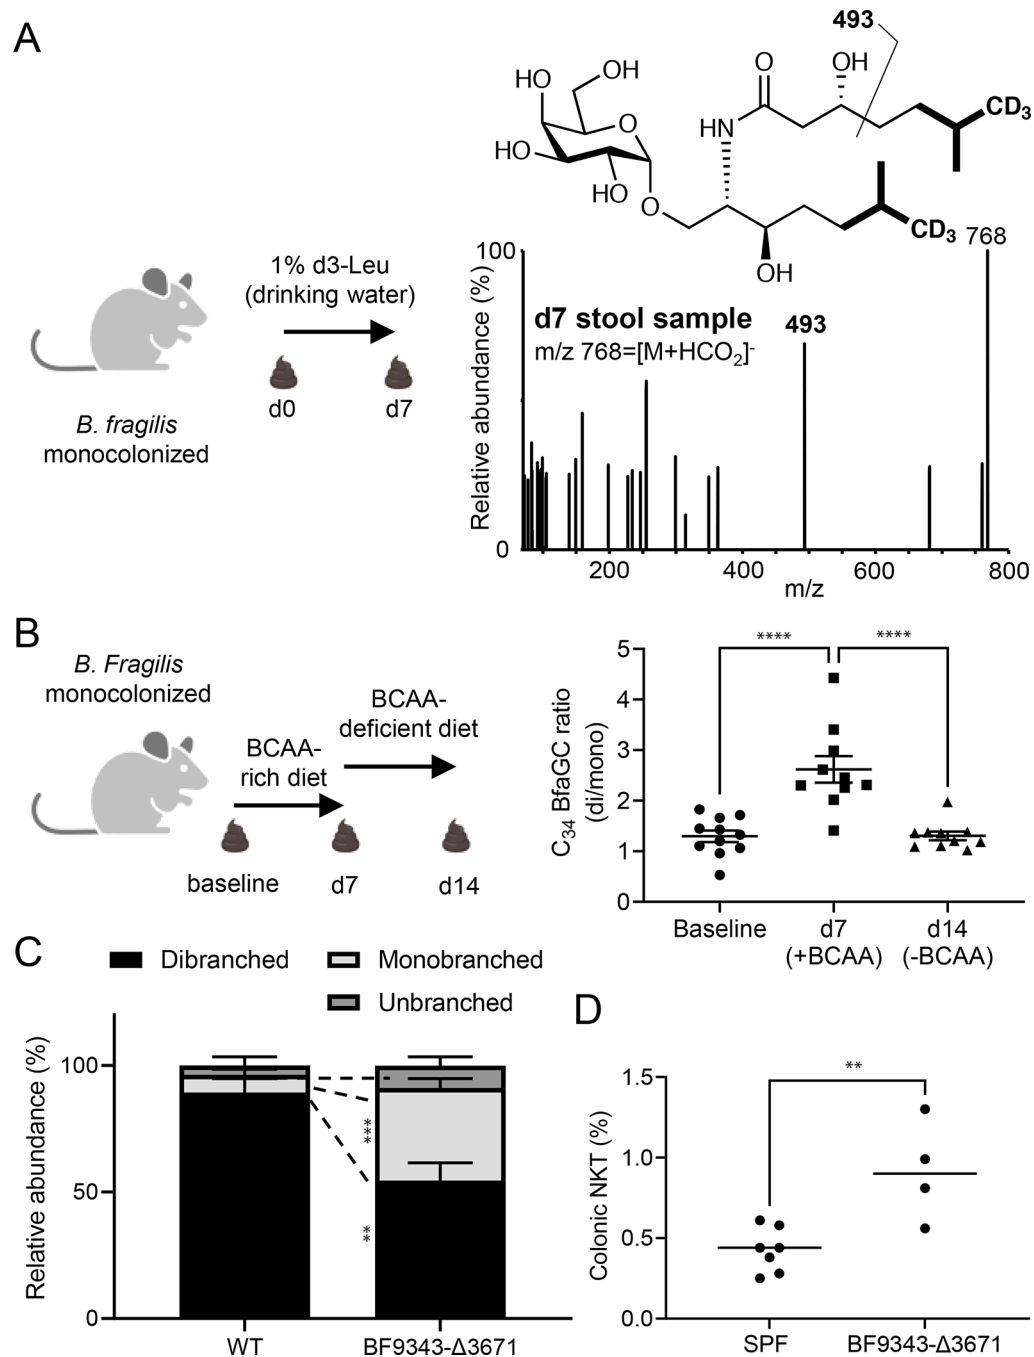 A
493
O
OH
HO
OH
CD3
HN
O
HO
HO
O
CD3
768
OH
1% d3-Leu
(drinking water)
d0
d7
B. fragilis
monocolonized
Relative abundance (%)
100
0
d7 stool sample
m/z 768=[M+HCO2]-
493
200
400
600
800
m/z
B
B. Fragilis
monocolonized
BCAA-
rich diet
BCAA-
deficient diet
baseline
d7
d14
C34 BfaGC ratio
(di/mono)
5
4
3
2
1
0
****
****
Baseline
d7
(+BCAA)
d14
(-BCAA)
C
Dibranched
Monobranched
Unbranched
Relative abundance (%)
100
50
0
***
**
WT
BF9343-Δ3671
D
Colonic NKT (%)
1.5
1.0
0.5
0.0
**
SPF
BF9343-Δ3671